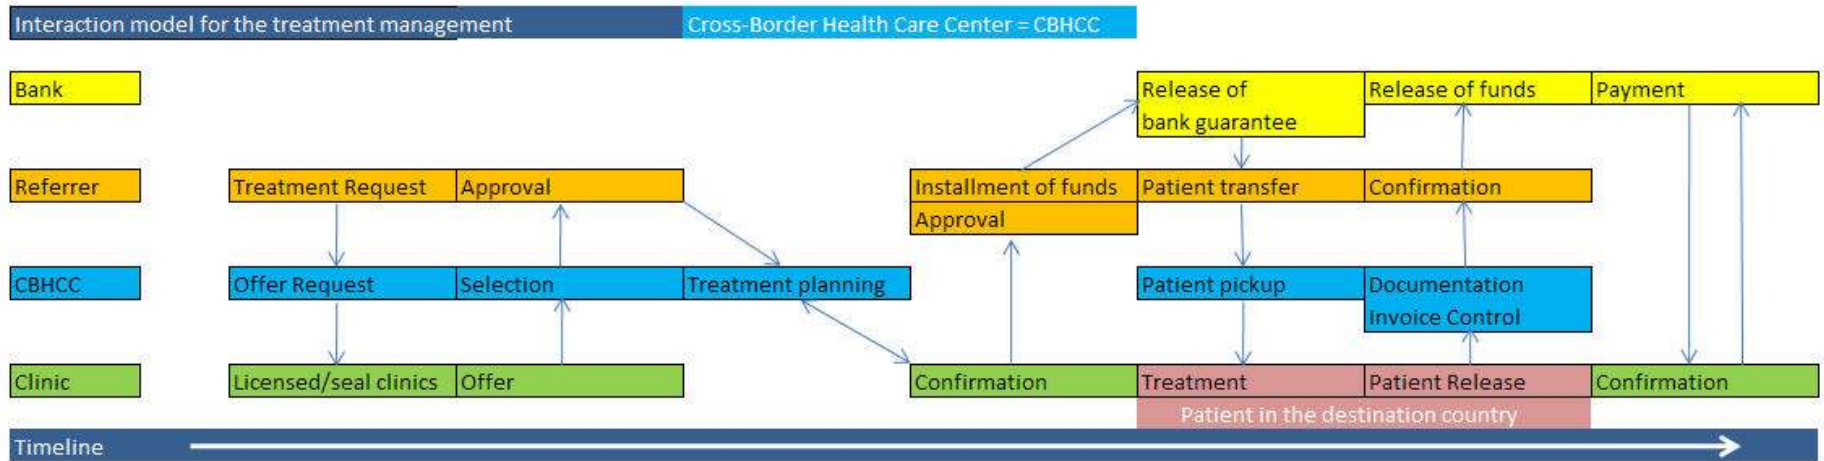 Interaction model for the treatment management
Cross-Border Health Care Center = CBHCC
Bank
Release of
bank guarantee
Release of funds
Payment
Referrer
Treatment Request
Approval
Installment of funds
Approval
Patient transfer
Confirmation
CBHCC
Offer Request
Selection
Treatment planning
Patient pickup
Documentation
Invoice Control
Clinic
Licensed/seal clinics
Offer
Confirmation
Treatment
Patient Release
Confirmation
Patient in the destination country
Timeline